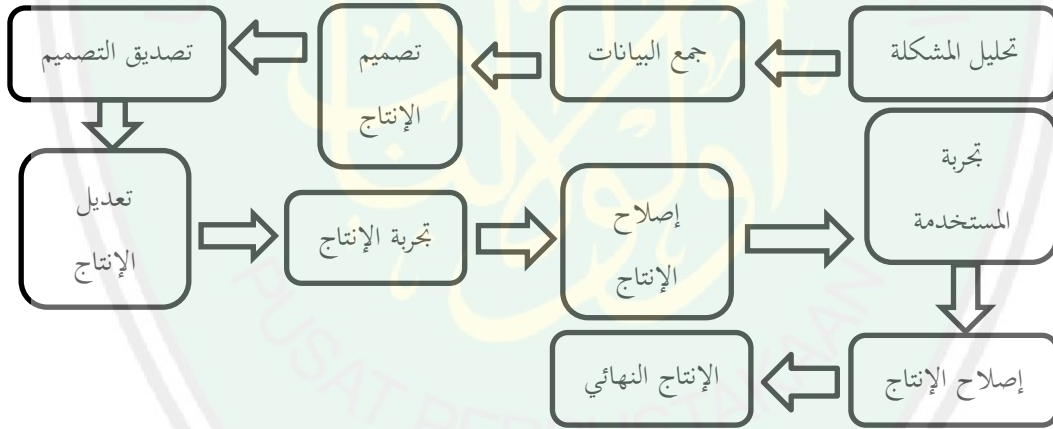 تحليل المشكلة
جمع البيانات
تصميم
الإنتاج
تصديق التصميم
تعديل
الإنتاج
تجربة الإنتاج
إصلاح
الإنتاج
تجربة
المستخدمة
إصلاح الإنتاج
الإنتاج النهائي